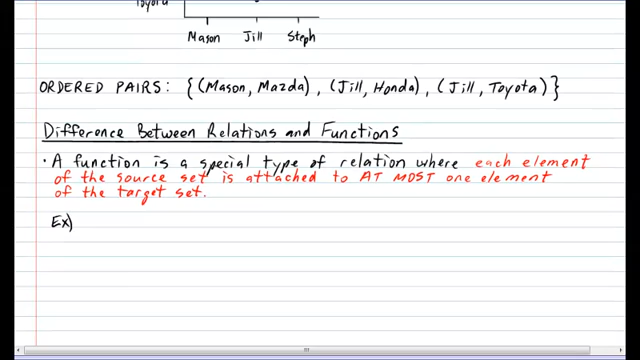 Toyota
Mason Jill Steph
ORDERED PAIRS: {(Mason, Mazda), (Jill, Honda), (Jill, Toyota)}
Difference Between Relations and Functions
• A function is a special type of relation where each element
of the source set is attached to AT MOST one element
of the target set.
Ex)